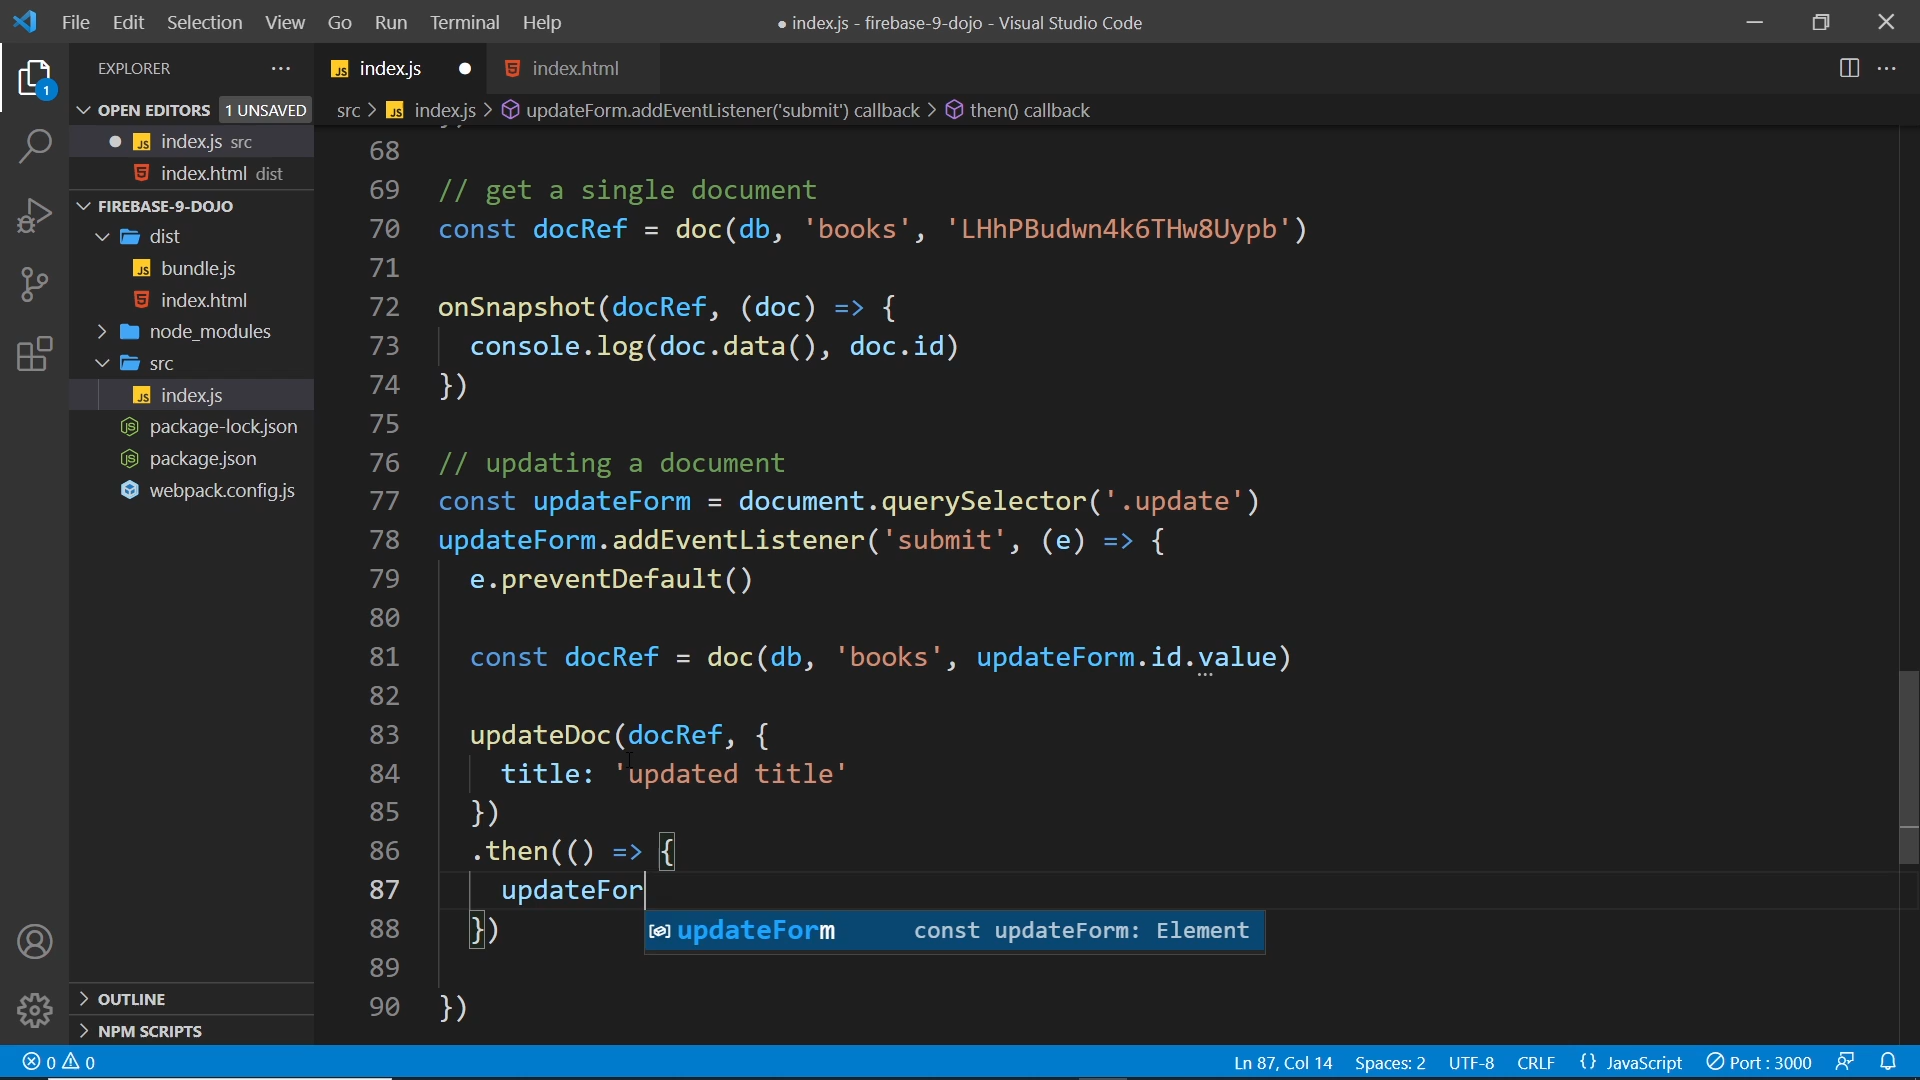 File Edit Selection View Go Run Terminal Help
● index.js - firebase-9-dojo - Visual Studio Code
EXPLORER
OPEN EDITORS 1 UNSAVED
JS index.js src
index.html dist
FIREBASE-9-DOJO
dist
JS bundle.js
index.html
node_modules
src
JS index.js
package-lock.json
package.json
webpack.config.js
OUTLINE
NPM SCRIPTS
1
JS index.js
index.html
src > JS index.js > updateForm.addEventListener('submit') callback > then() callback
68
69 // get a single document
70 const docRef = doc(db, 'books', 'LHhPBudwn4k6THw8Uypb')
71
72 onSnapshot(docRef, (doc) => {
73 console.log(doc.data(), doc.id)
74 })
75
76 // updating a document
77 const updateForm = document.querySelector('.update')
78 updateForm.addEventListener('submit', (e) => {
79 e.preventDefault()
80
81 const docRef = doc(db, 'books', updateForm.id.value)
82
83 updateDoc(docRef, {
84 title: 'updated title'
85 })
86 .then(() => {
87 updateFor
88 })
updateForm const updateForm: Element
89
90 })
0 0
Ln 87, Col 14 Spaces: 2 UTF-8 CRLF {} JavaScript Port : 3000